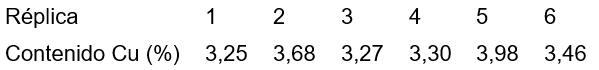 Réplica 1 2 3 4 5 6
Contenido Cu (%) 3,25 3,68 3,27 3,30 3,98 3,46